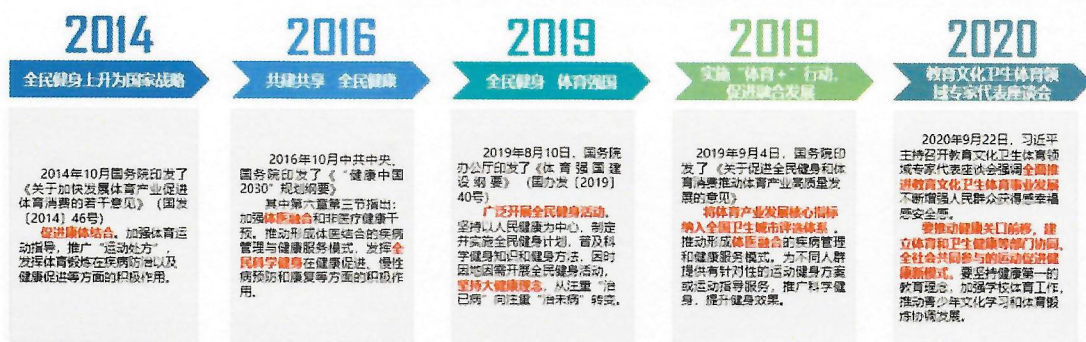 2014
全民健身上升为国家战略
2014年10月国务院印发了
《关于加快发展体育产业促进
体育消费的若干意见》（国发
〔2014〕46号）
促进康体结合。加强体育运
动指导，推广“运动处方”，
发挥体育锻炼在疾病防治以及
健康促进等方面的积极作用。
2016
共建共享 全民健康
2016年10月中共中央、
国务院印发了《“健康中国
2030”规划纲要》
其中第六章第三节指出：
加强体医融合和非医疗健康干
预。推动形成体医结合的疾病
管理与健康服务模式，发挥全
民科学健身在健康促进、慢性
病预防和康复等方面的积极作
用。
2019
全民健身 体育强国
2019年8月10日，国务院
办公厅印发了《体育强国建
设纲要》（国办发〔2019〕
40号）
广泛开展全民健身活动。
坚持以人民健康为中心，制定
并实施全民健身计划，普及科
学健身知识和健身方法，因时
因地因需开展全民健身活动，
坚持大健康理念，从注重“治
已病”向注重“治未病”转变。
2019
实施“体育+”行动，
促进融合发展
2019年9月4日，国务院印
发了《关于促进全民健身和体
育消费推动体育产业高质量发
展的意见》
将体育产业发展核心指标
纳入全国卫生城市评选体系。
推动形成体医融合的疾病管理
和健康服务模式。为不同人群
提供有针对性的运动健身方案
或运动指导服务，推广科学健
身，提升健身效果。
2020
教育文化卫生体育领
域专家代表座谈会
2020年9月22日，习近平
主持召开教育文化卫生体育领
域专家代表座谈会强调全面推
进教育文化卫生体育事业发展
不断增强人民群众获得感幸福
感安全感。
要推动健康关口前移，建
立体育和卫生健康等部门协同、
全社会共同参与的运动促进健
康新模式。要坚持健康第一的
教育理念，加强学校体育工作，
推动青少年文化学习和体育锻
炼协调发展。